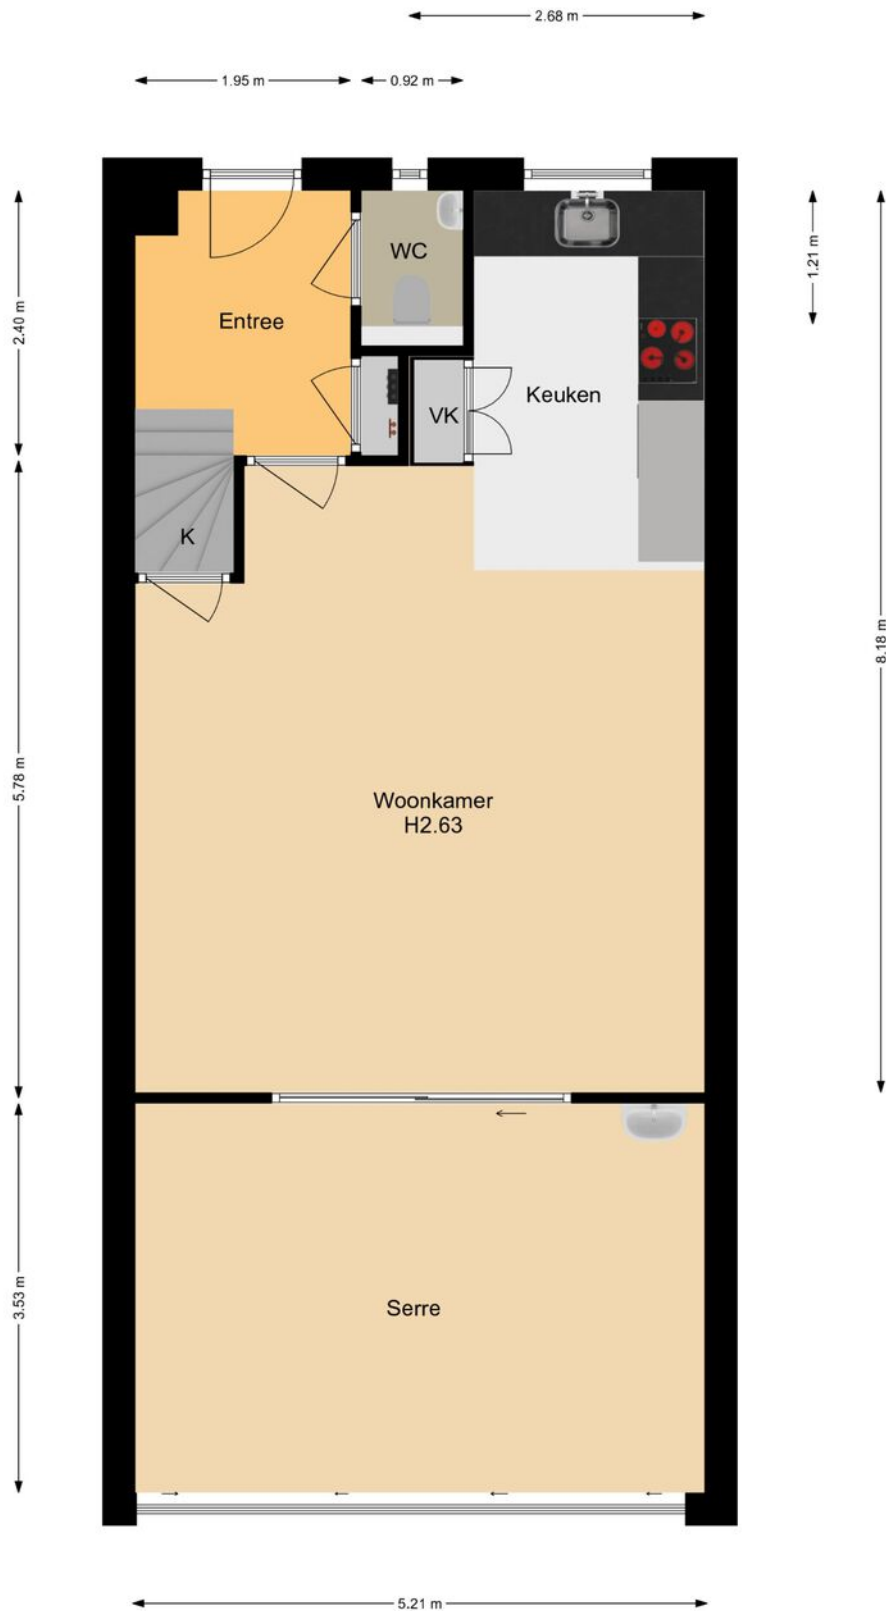 2.68 m
1.95 m
0.92 m
WC
1.21 m
Entree
2.40 m
Keuken
VK
K
8.18 m
5.78 m
Woonkamer
H2.63
3.53 m
Serre
5.21 m